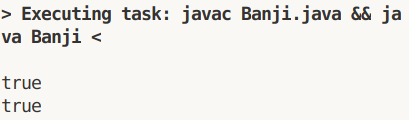 > Executing task: javac Banji.java && ja
va Banji <
true
true